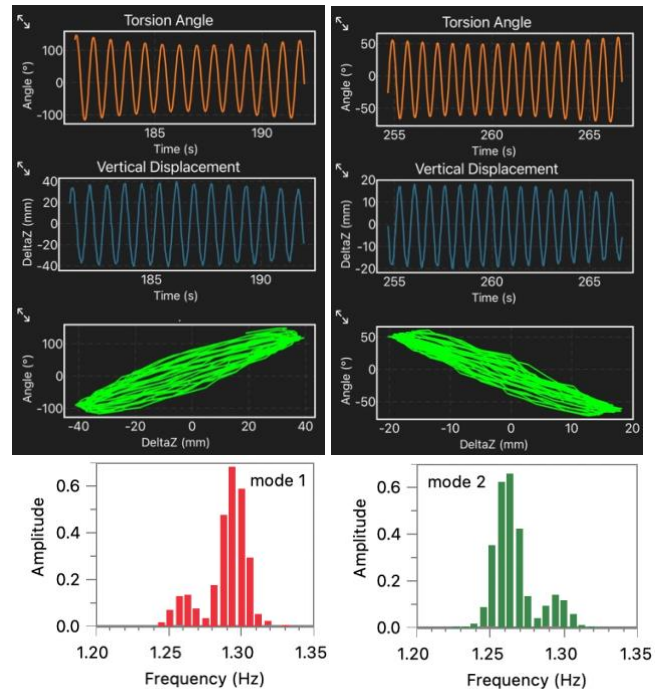 Torsion Angle
100
0
-100
Angle (°)
185
190
Time (s)
Vertical Displacement
40
20
0
-20
-40
DeltaZ (mm)
185
190
Time (s)
100
0
-100
Angle (°)
-40
-20
0
20
40
DeltaZ (mm)
Torsion Angle
50
0
-50
Angle (°)
255
260
265
Time (s)
Vertical Displacement
20
10
0
-10
-20
DeltaZ (mm)
255
260
265
Time (s)
50
0
-50
Angle (°)
-20
-10
0
10
20
DeltaZ (mm)
mode 1
0.6
0.4
0.2
0.0
Amplitude
1.20
1.25
1.30
1.35
Frequency (Hz)
mode 2
0.6
0.4
0.2
0.0
Amplitude
1.20
1.25
1.30
1.35
Frequency (Hz)